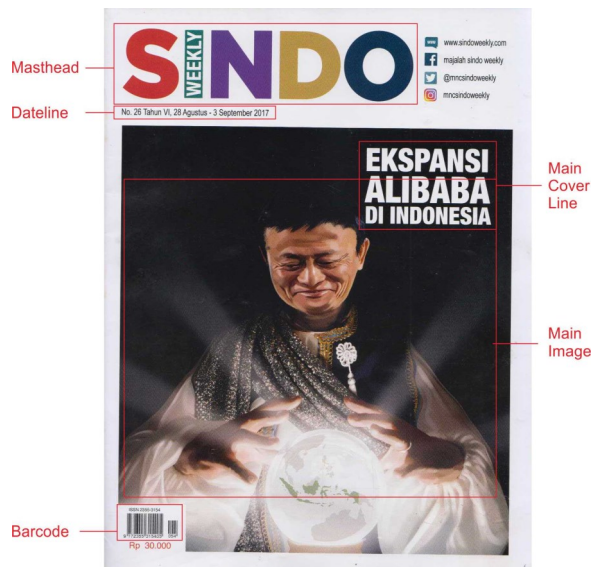 Masthead
SINDO
WEEKLY
www.sindoweekly.com
majalah sindo weekly
@mncsindoweekly
mncsindoweekly
Dateline
No. 26 Tahun VI, 28 Agustus - 3 September 2017
EKSPANSI
ALIBABA
DI INDONESIA
Main
Cover
Line
Main
Image
Barcode
Rp 30.000